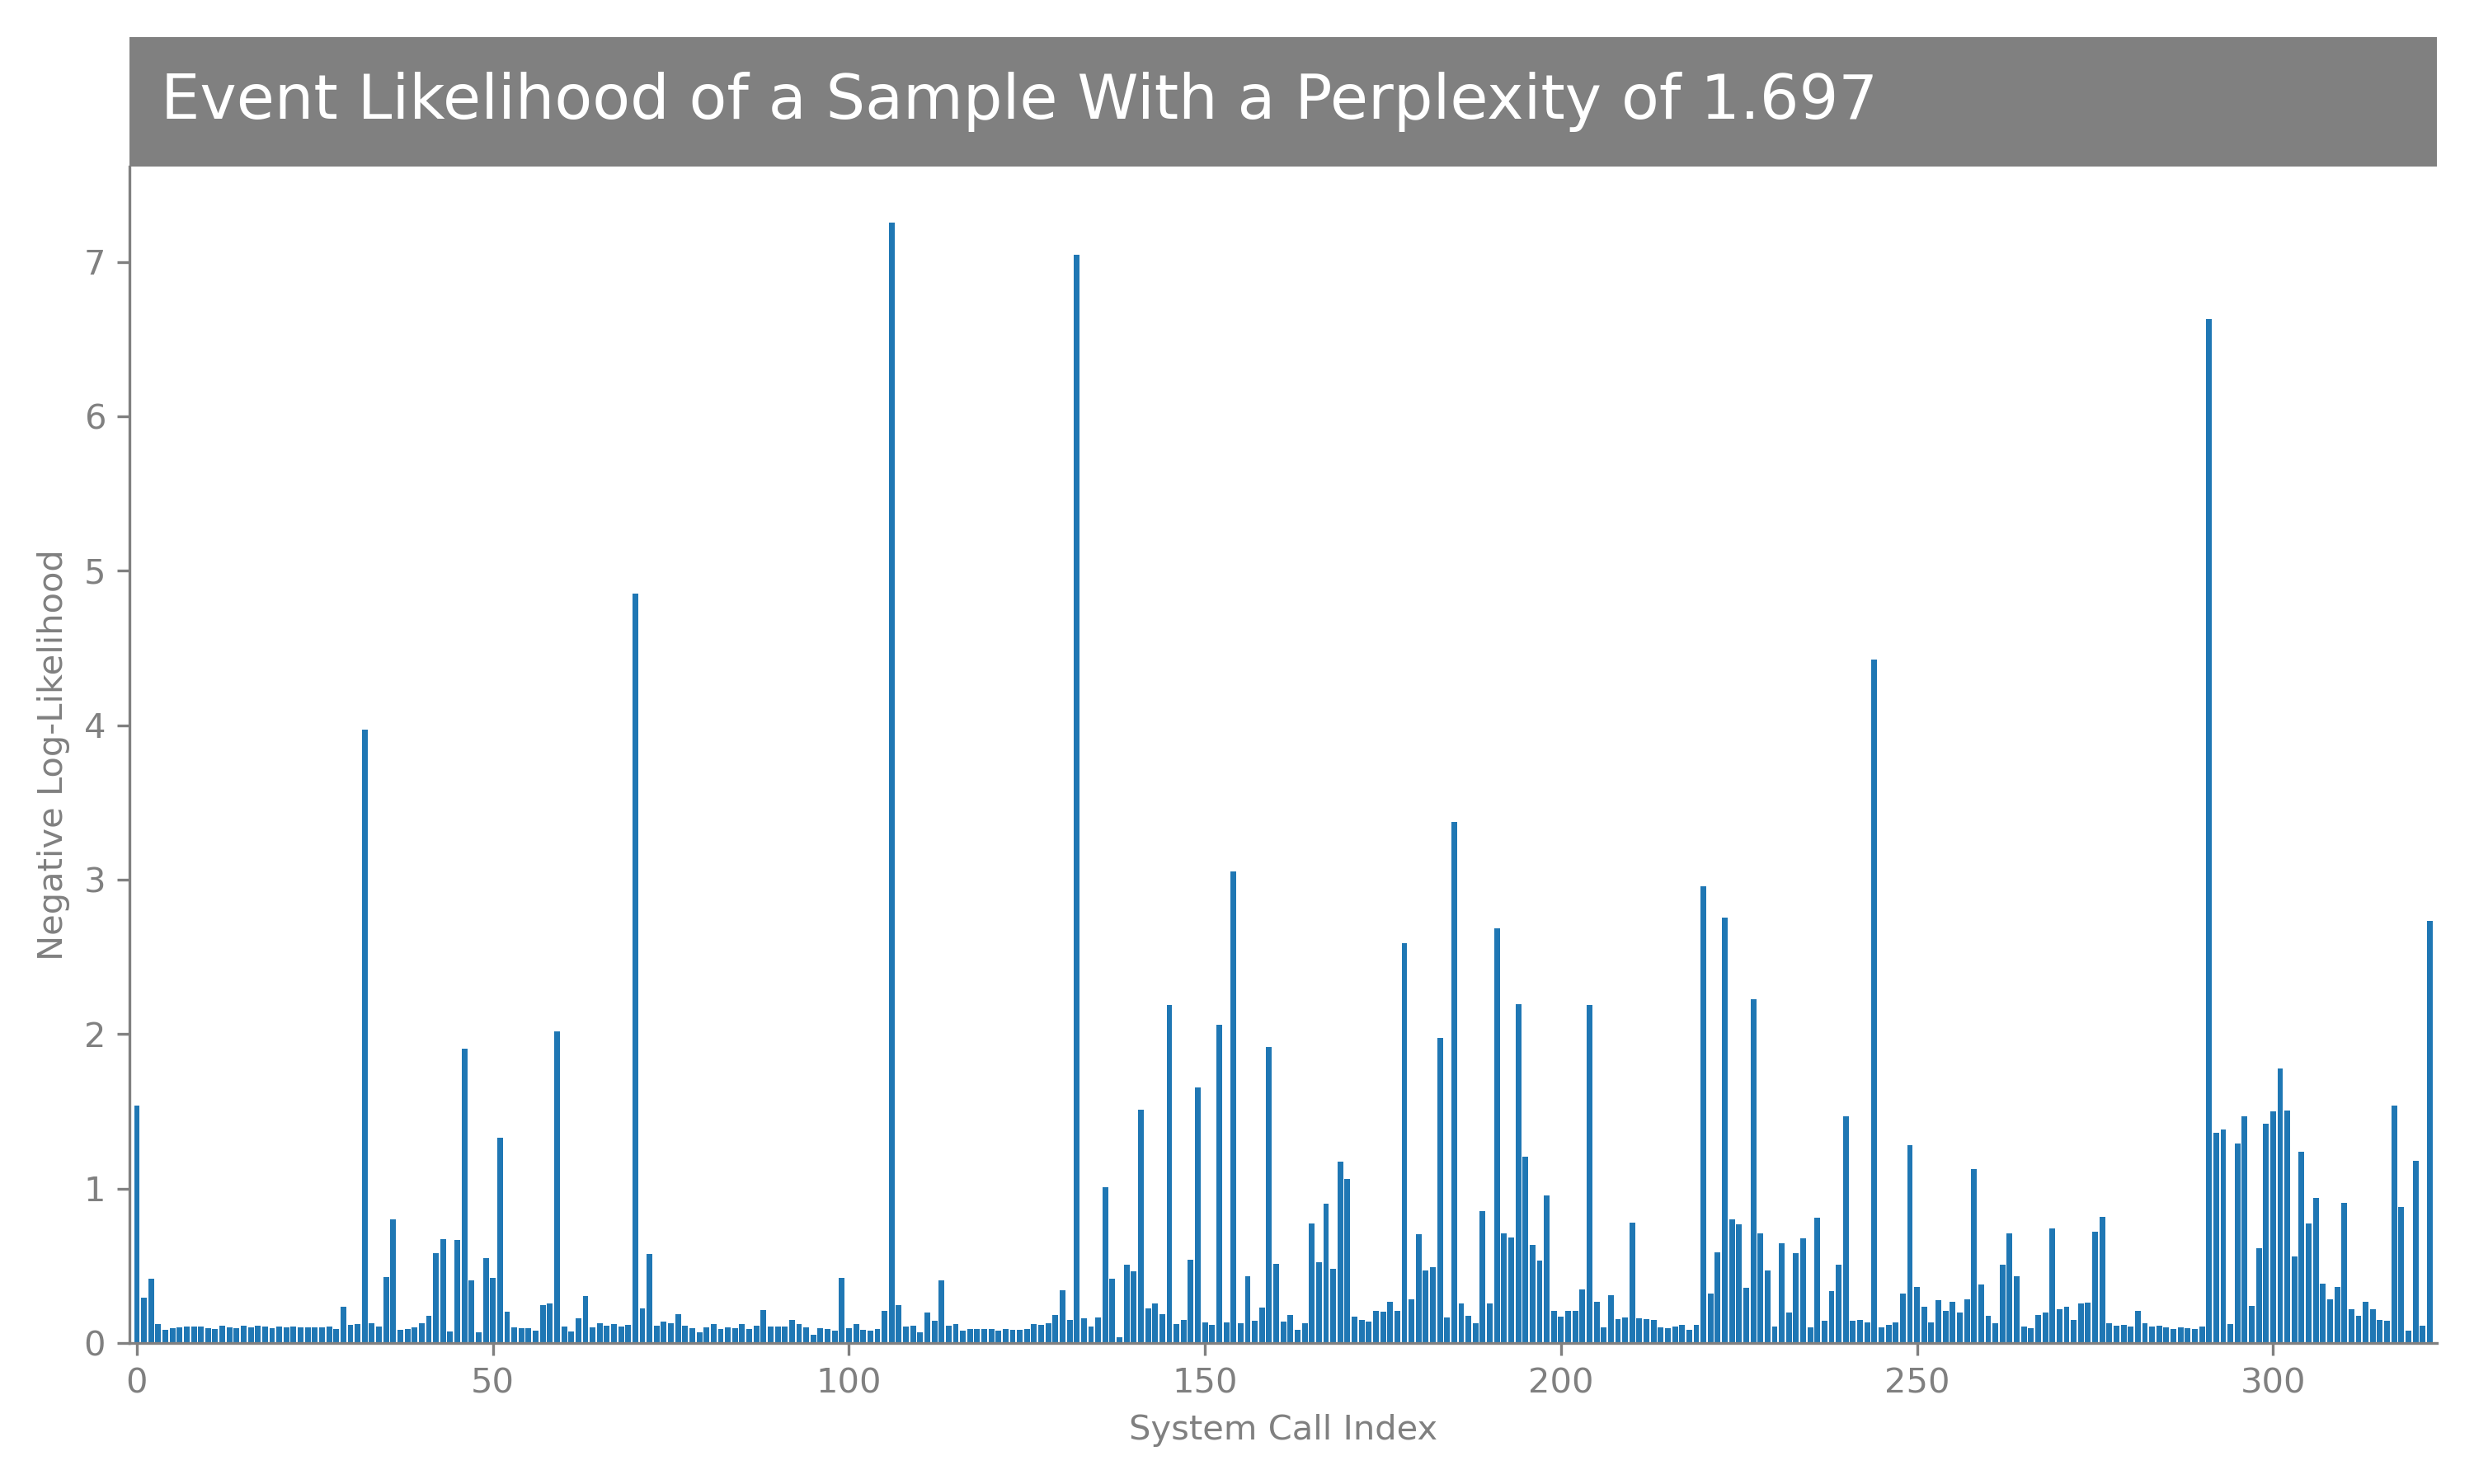 Event Likelihood of a Sample With a Perplexity of 1.697
Negative Log-Likelihood
7
6
5
4
3
2
1
0
0 50 100 150 200 250 300
System Call Index